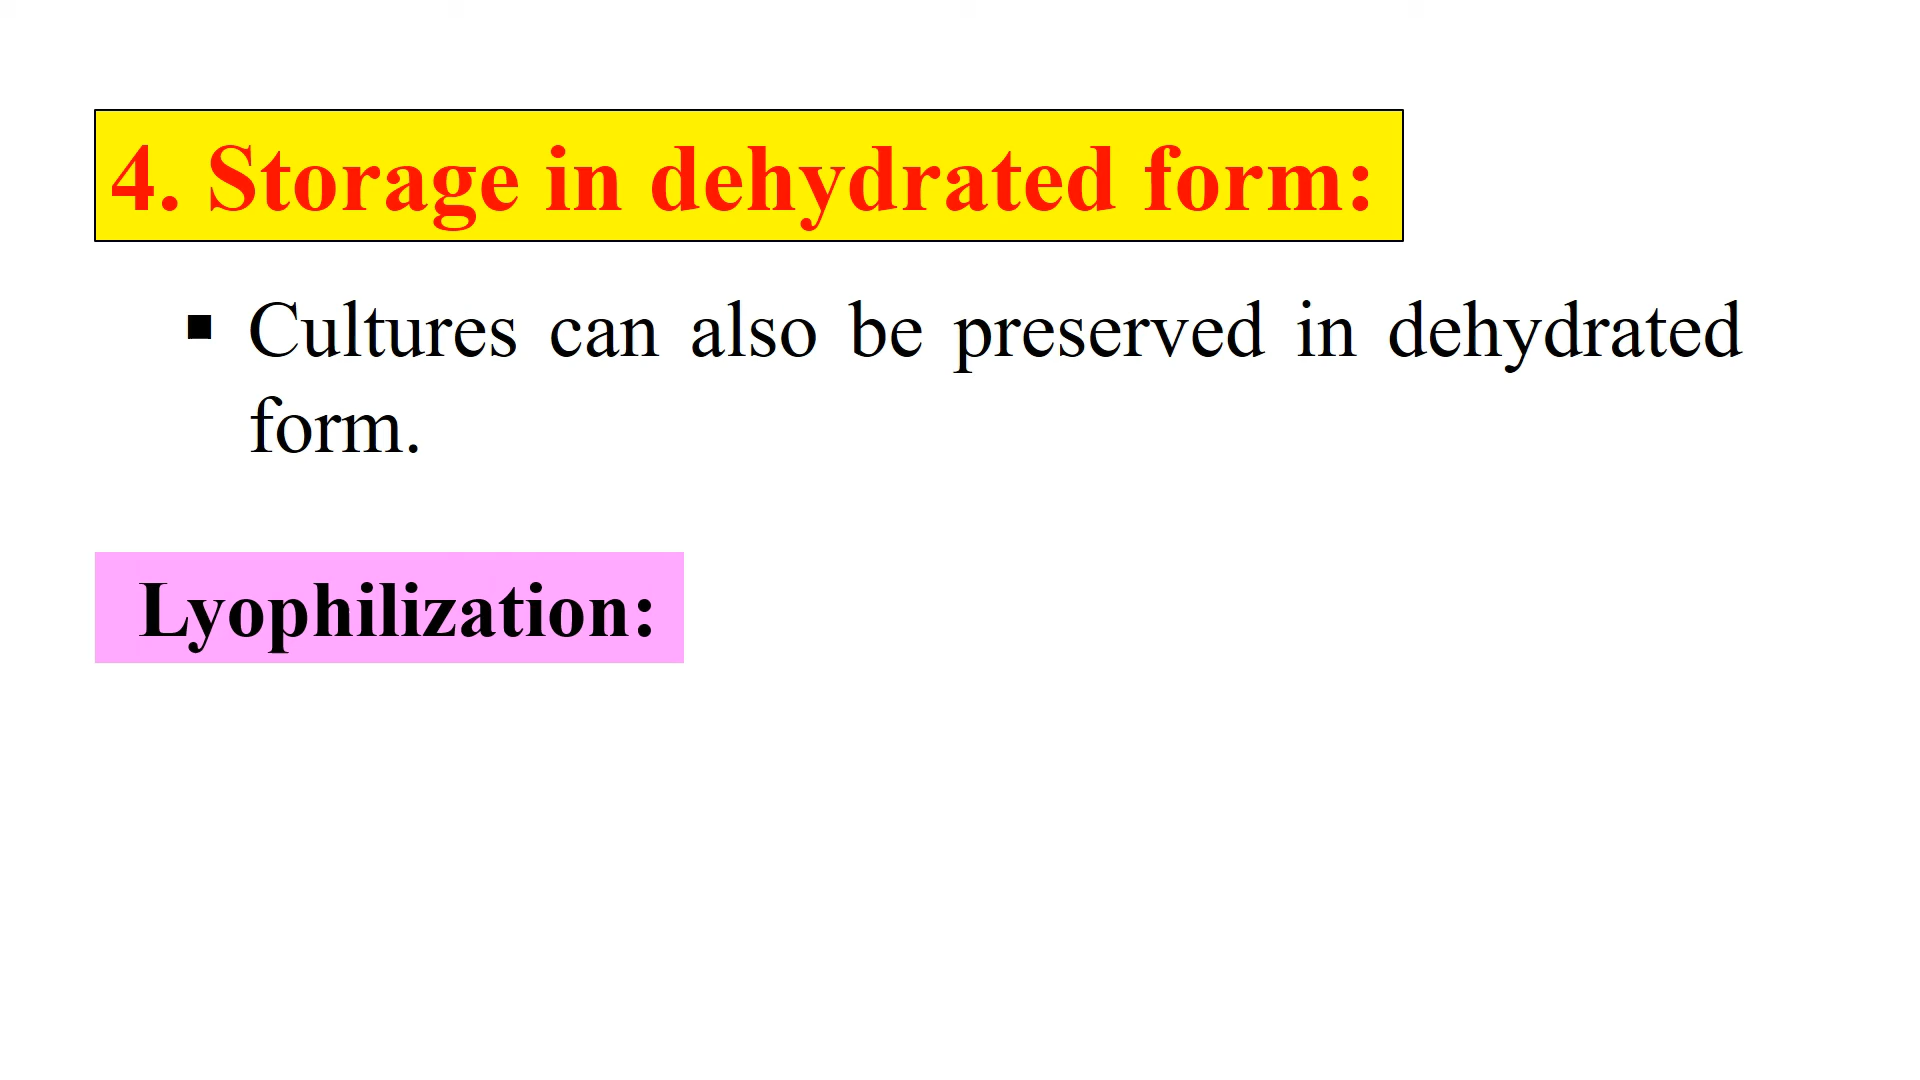 4. Storage in dehydrated form:
▪ Cultures can also be preserved in dehydrated
form.
Lyophilization: